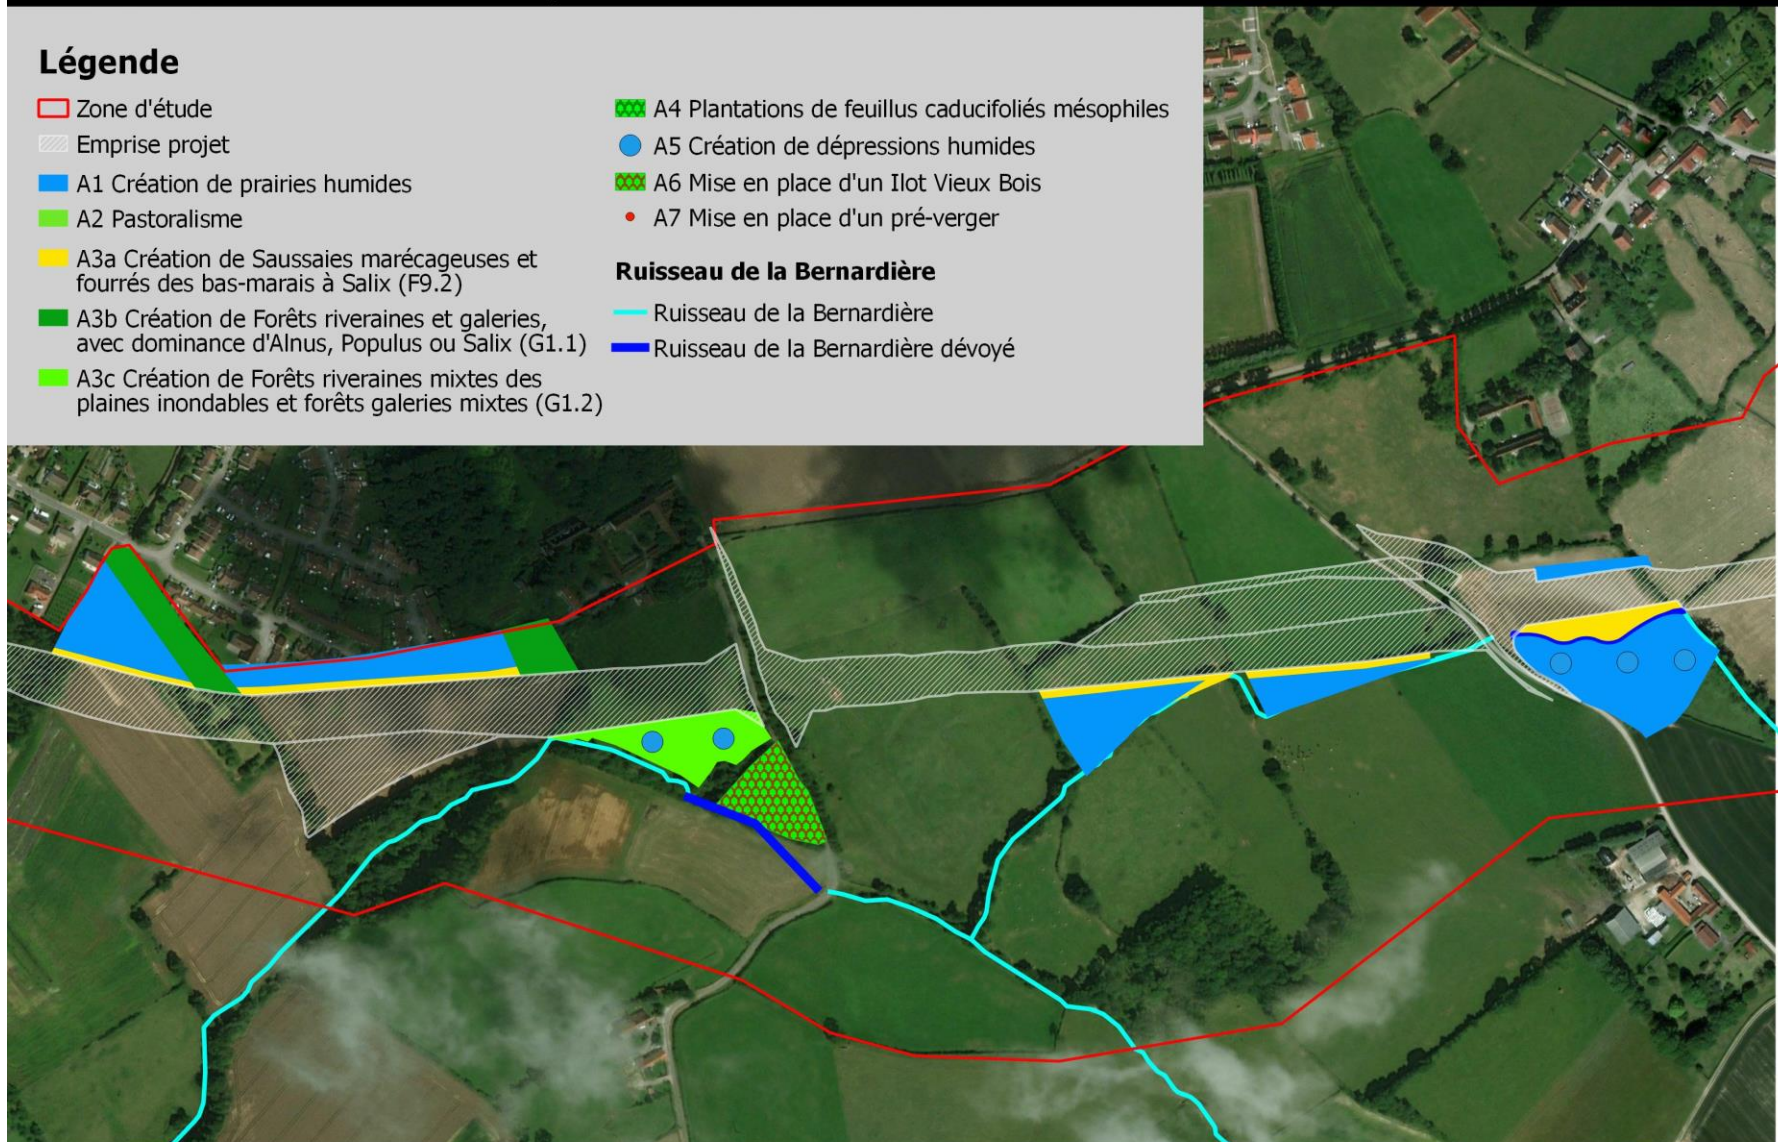 Légende
Zone d'étude
Emprise projet
A1 Création de prairies humides
A2 Pastoralisme
A3a Création de Saussaies marécageuses et
fourrés des bas-marais à Salix (F9.2)
A3b Création de Forêts riveraines et galeries,
avec dominance d'Alnus, Populus ou Salix (G1.1)
A3c Création de Forêts riveraines mixtes des
plaines inondables et forêts galeries mixtes (G1.2)
A4 Plantations de feuillus caducifoliés mésophiles
A5 Création de dépressions humides
A6 Mise en place d'un Ilot Vieux Bois
A7 Mise en place d'un pré-verger
Ruisseau de la Bernardière
Ruisseau de la Bernardière
Ruisseau de la Bernardière dévoyé